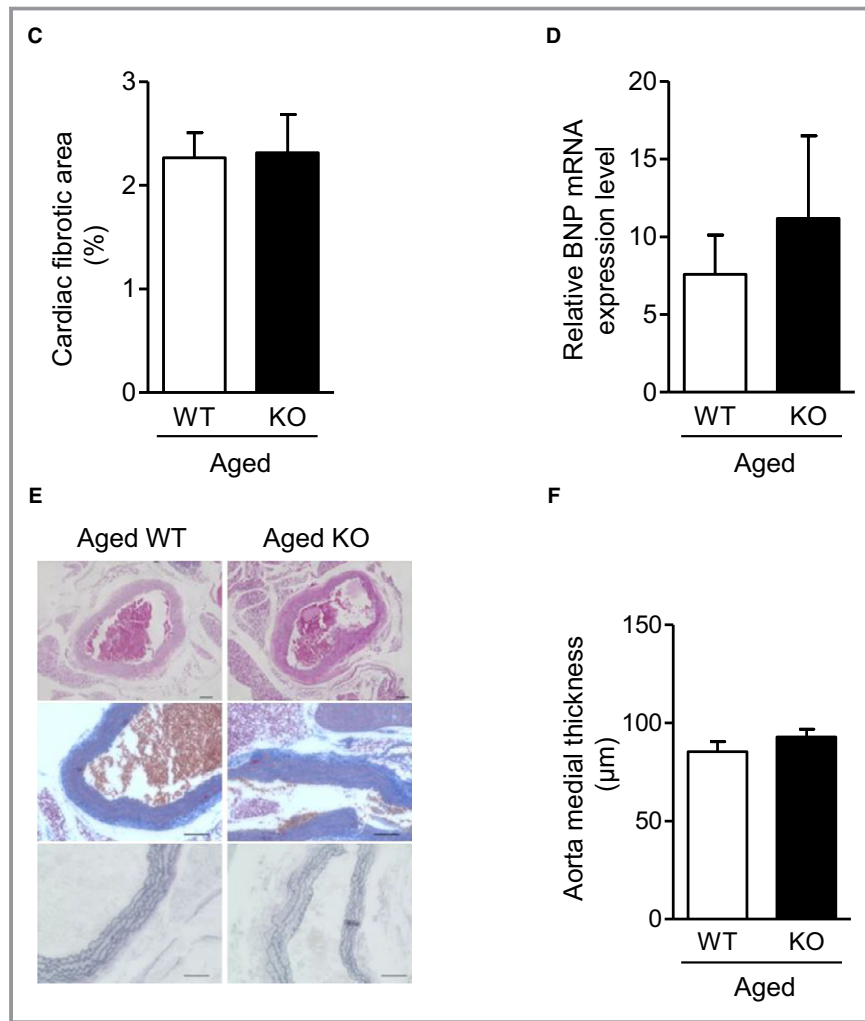 C
Cardiac fibrotic area
(%)
3
2
1
0
WT
KO
Aged
D
Relative BNP mRNA
expression level
20
15
10
5
0
WT
KO
Aged
E
Aged WT
Aged KO
F
Aorta medial thickness
(µm)
150
100
50
0
WT
KO
Aged